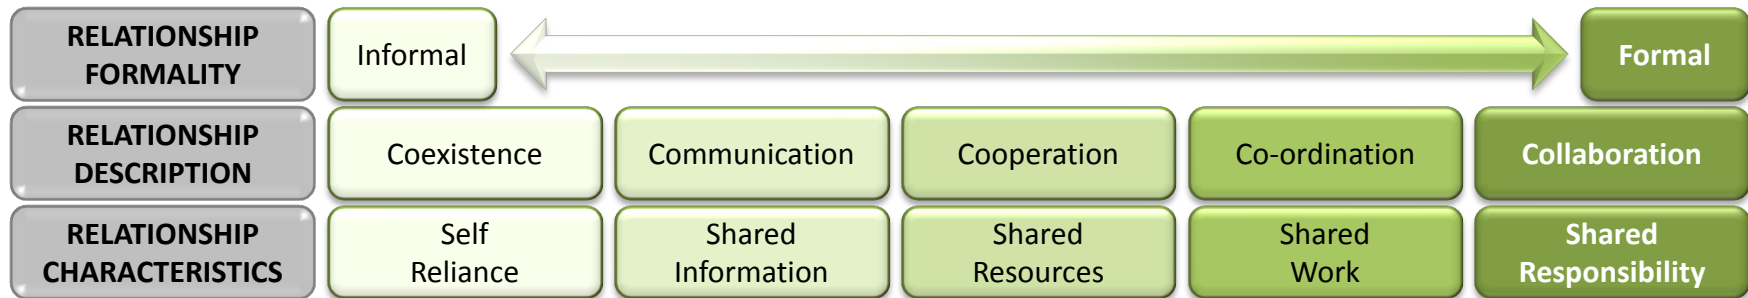 RELATIONSHIP
FORMALITY
Informal
Formal
RELATIONSHIP
DESCRIPTION
Coexistence
Communication
Cooperation
Co-ordination
Collaboration
RELATIONSHIP
CHARACTERISTICS
Self
Reliance
Shared
Information
Shared
Resources
Shared
Work
Shared
Responsibility